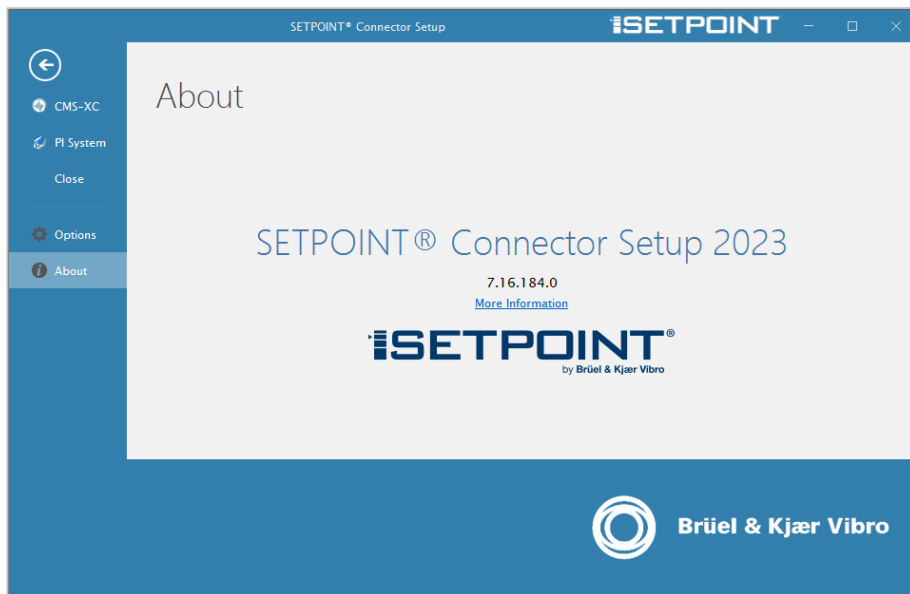 SETPOINT® Connector Setup
SETPOINT
CMS-XC
PI System
Close
Options
About
About
SETPOINT® Connector Setup 2023
7.16.184.0
More Information
SETPOINT®
by Brüel & Kjær Vibro
Brüel & Kjær Vibro